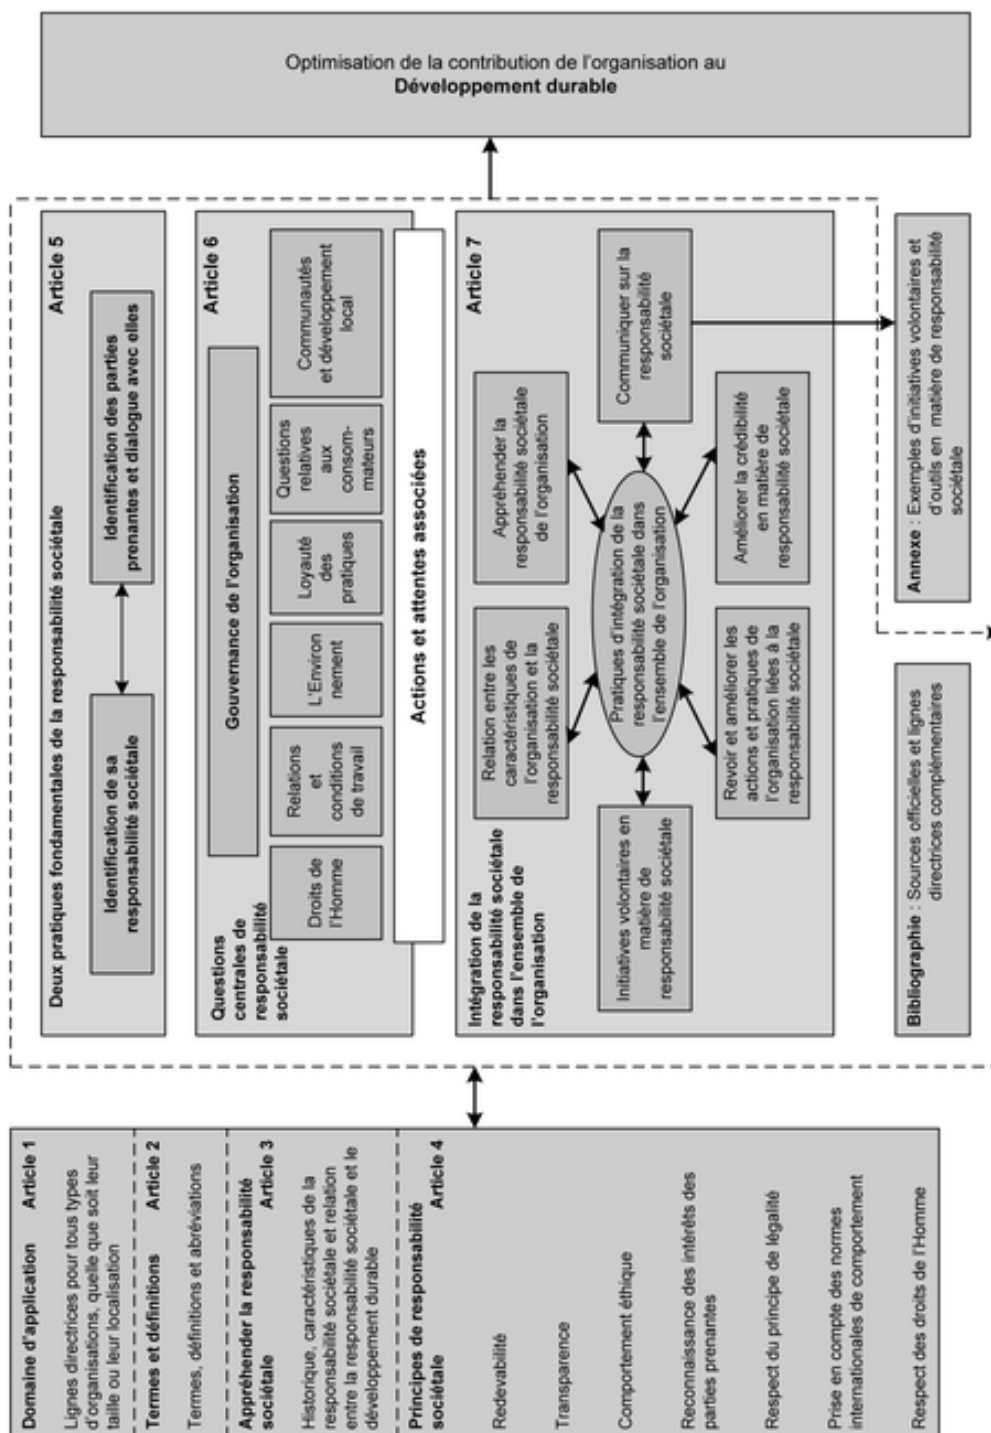 Domaine d'application Article 1
Lignes directrices pour tous types
d'organisations, quelle que soit leur
taille ou leur localisation
Termes et définitions Article 2
Termes, définitions et abréviations
Appréhender la responsabilité
sociétale Article 3
Historique, caractéristiques de la
responsabilité sociétale et relation
entre la responsabilité sociétale et le
développement durable
Principes de responsabilité
sociétale Article 4
Redevabilité
Transparence
Comportement éthique
Reconnaissance des intérêts des
parties prenantes
Respect du principe de légalité
Prise en compte des normes
internationales de comportement
Respect des droits de l'Homme
Deux pratiques fondamentales de la responsabilité sociétale Article 5
Identification de sa
responsabilité sociétale
Identification des parties
prenantes et dialogue avec elles
Questions
centrales de
responsabilité
sociétale
Article 6
Gouvernance de l'organisation
Droits de
l'Homme
Relations
et
conditions
de travail
L'Environ
nement
Loyauté
des
pratiques
Questions
relatives
aux
consom-
mateurs
Communautés
et développement
local
Actions et attentes associées
Intégration de la
responsabilité sociétale
dans l'ensemble de
l'organisation
Article 7
Relation entre les
caractéristiques de
l'organisation et la
responsabilité sociétale
Appréhender la
responsabilité sociétale
de l'organisation
Initiatives volontaires en
matière de
responsabilité sociétale
Pratiques d'intégration de la
responsabilité sociétale dans
l'ensemble de l'organisation
Communiquer sur la
responsabilité
sociétale
Revoir et améliorer les
actions et pratiques de
l'organisation liées à la
responsabilité sociétale
Améliorer la crédibilité
en matière de
responsabilité sociétale
Bibliographie : Sources officielles et lignes
directrices complémentaires
Annexe : Exemples d'initiatives volontaires et
d'outils en matière de responsabilité
sociétale
Optimisation de la contribution de l'organisation au
Développement durable